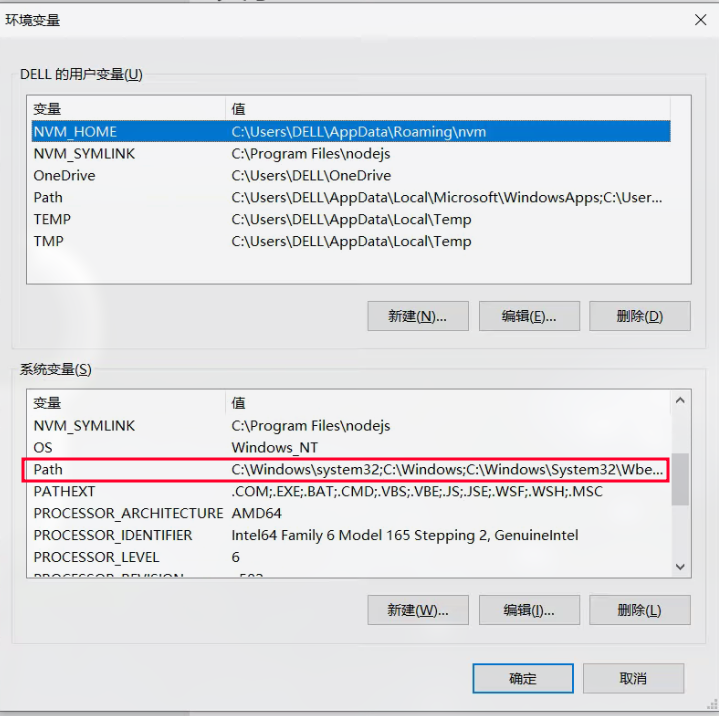 环境变量
DELL 的用户变量(U)
变量 值
NVM_HOME C:\Users\DELL\AppData\Roaming\nvm
NVM_SYMLINK C:\Program Files\nodejs
OneDrive C:\Users\DELL\OneDrive
Path C:\Users\DELL\AppData\Local\Microsoft\WindowsApps;C:\User...
TEMP C:\Users\DELL\AppData\Local\Temp
TMP C:\Users\DELL\AppData\Local\Temp
新建(N)... 编辑(E)... 删除(D)
系统变量(S)
变量 值
NVM_SYMLINK C:\Program Files\nodejs
OS Windows_NT
Path C:\Windows\system32;C:\Windows;C:\Windows\System32\Wbe...
PATHEXT .COM;.EXE;.BAT;.CMD;.VBS;.VBE;.JS;.JSE;.WSF;.WSH;.MSC
PROCESSOR_ARCHITECTURE AMD64
PROCESSOR_IDENTIFIER Intel64 Family 6 Model 165 Stepping 2, GenuineIntel
PROCESSOR_LEVEL 6
新建(W)... 编辑(I)... 删除(L)
确定 取消